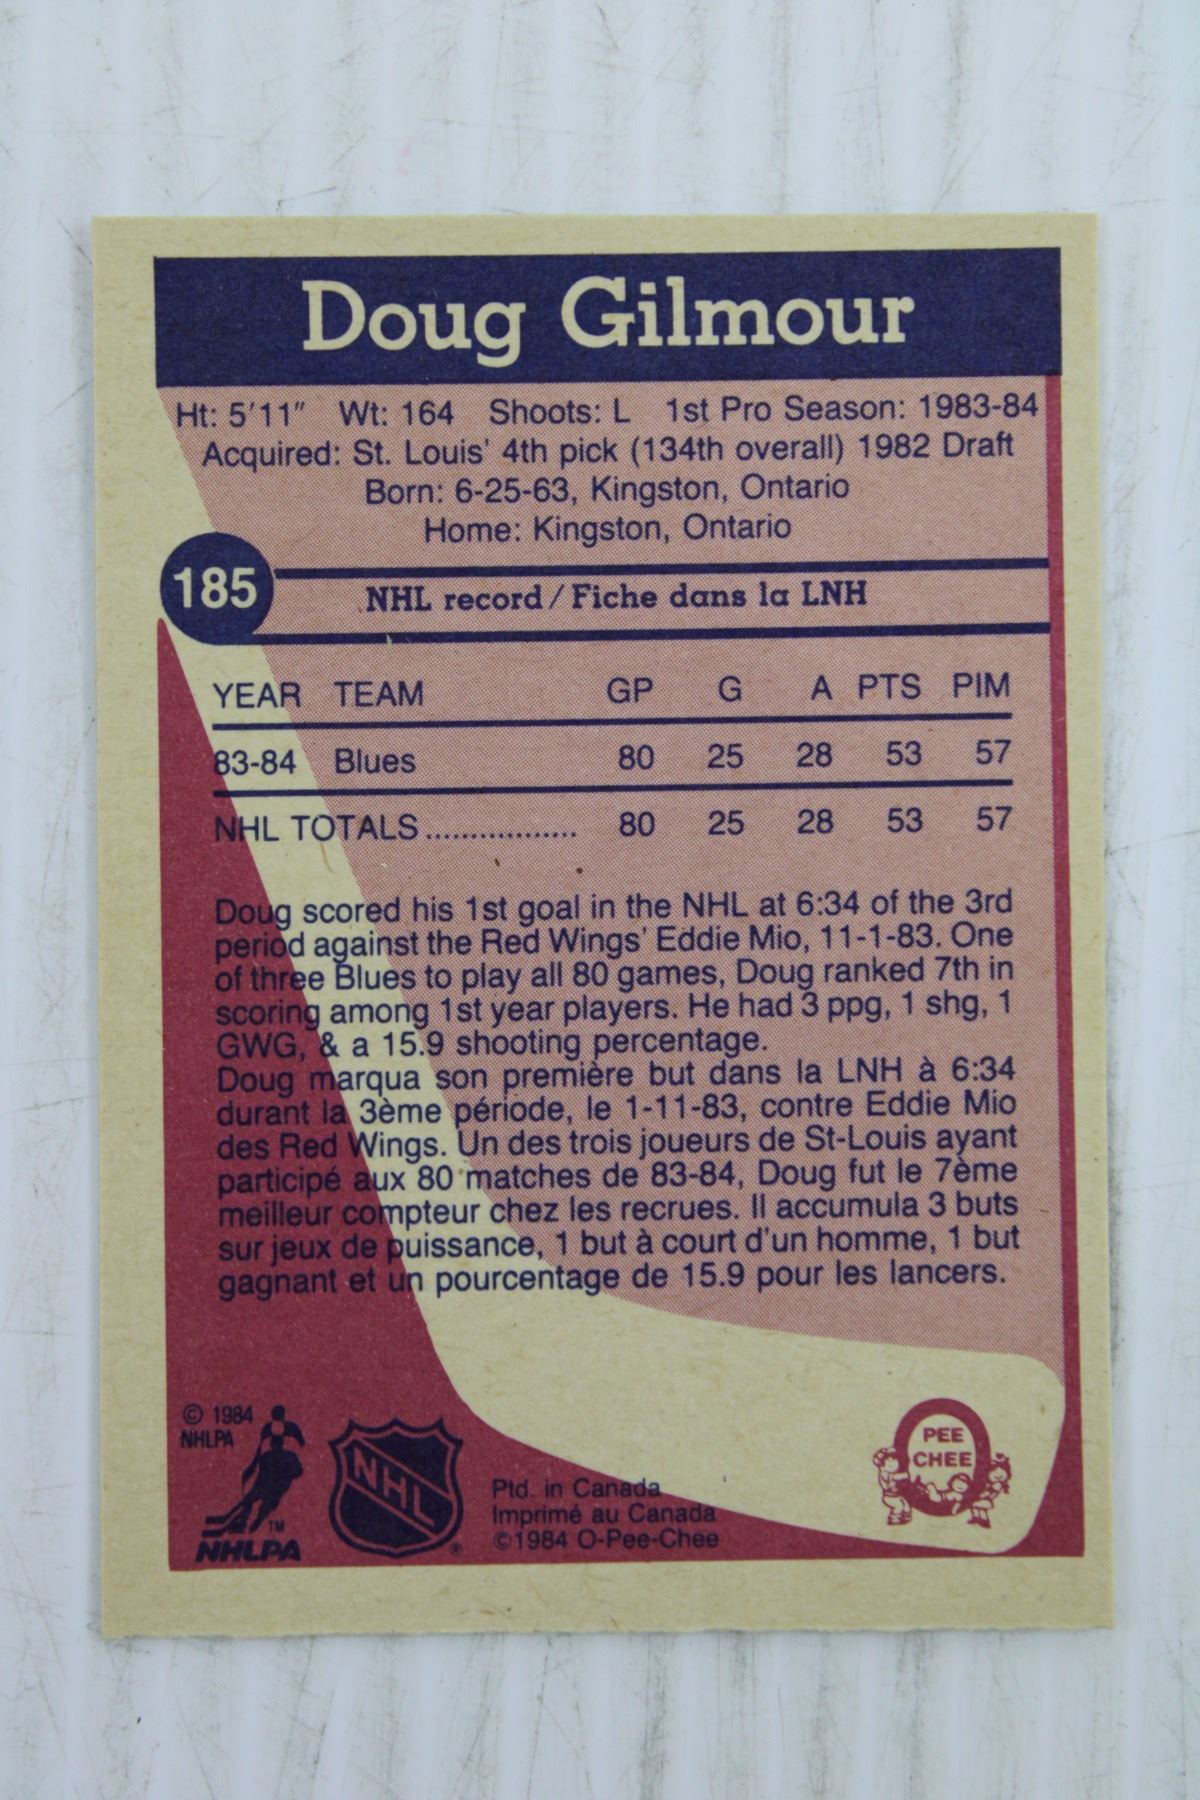 Doug Gilmour
Ht: 5'11" Wt: 164 Shoots: L 1st Pro Season: 1983-84
Acquired: St. Louis' 4th pick (134th overall) 1982 Draft
Born: 6-25-63, Kingston, Ontario
Home: Kingston, Ontario
185
NHL record/Fiche dans la LNH
YEAR TEAM GP G A PTS PIM
83-84 Blues 80 25 28 53 57
NHL TOTALS................. 80 25 28 53 57
Doug scored his 1st goal in the NHL at 6:34 of the 3rd
period against the Red Wings' Eddie Mio, 11-1-83. One
of three Blues to play all 80 games, Doug ranked 7th in
scoring among 1st year players. He had 3 ppg, 1 shg, 1
GWG, & a 15.9 shooting percentage.
Doug marqua son première but dans la LNH à 6:34
durant la 3ème période, le 1-11-83, contre Eddie Mio
des Red Wings. Un des trois joueurs de St-Louis ayant
participé aux 80 matches de 83-84, Doug fut le 7ème
meilleur compteur chez les recrues. Il accumula 3 buts
sur jeux de puissance, 1 but à court d'un homme, 1 but
gagnant et un pourcentage de 15.9 pour les lancers.
© 1984
NHLPA
TM
NHLPA
NHL
®
Ptd. in Canada
Imprimé au Canada
©1984 O-Pee-Chee
PEE
CHEE